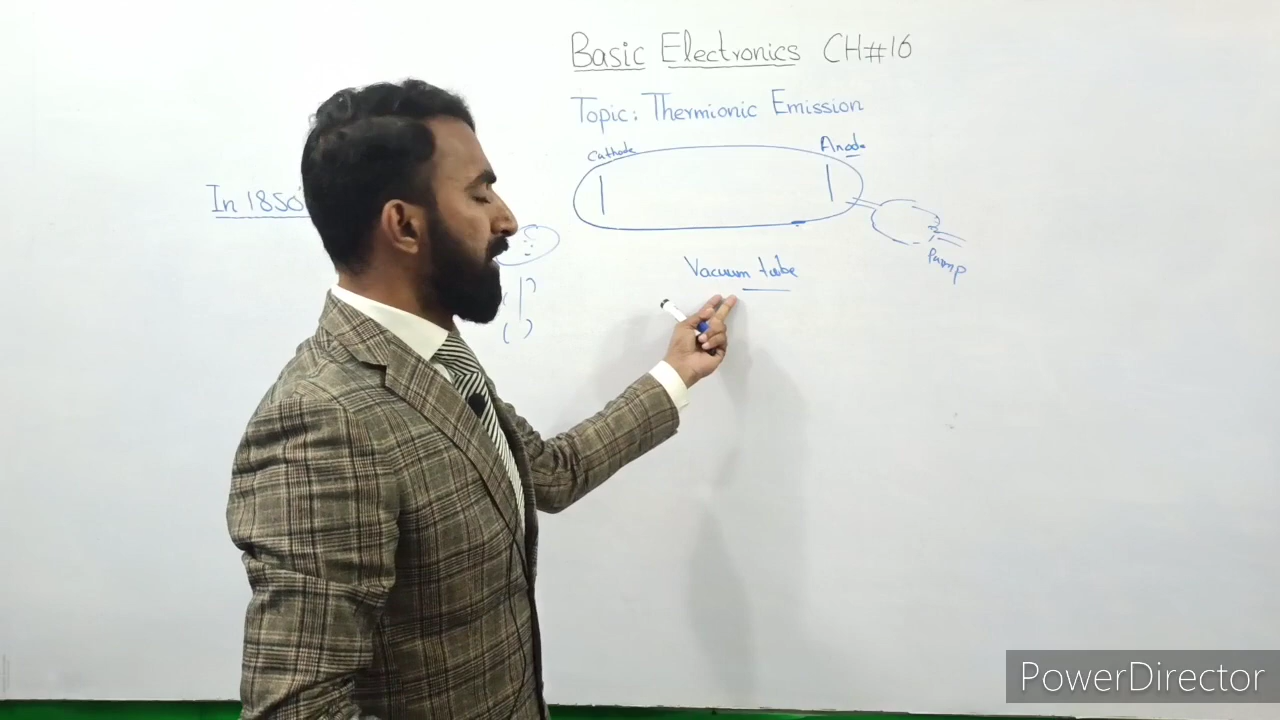 Basic Electronics CH#16
Topic: Thermionic Emission
Cathode
Anode
In 1850
Pump
Vacuum tube
PowerDirector